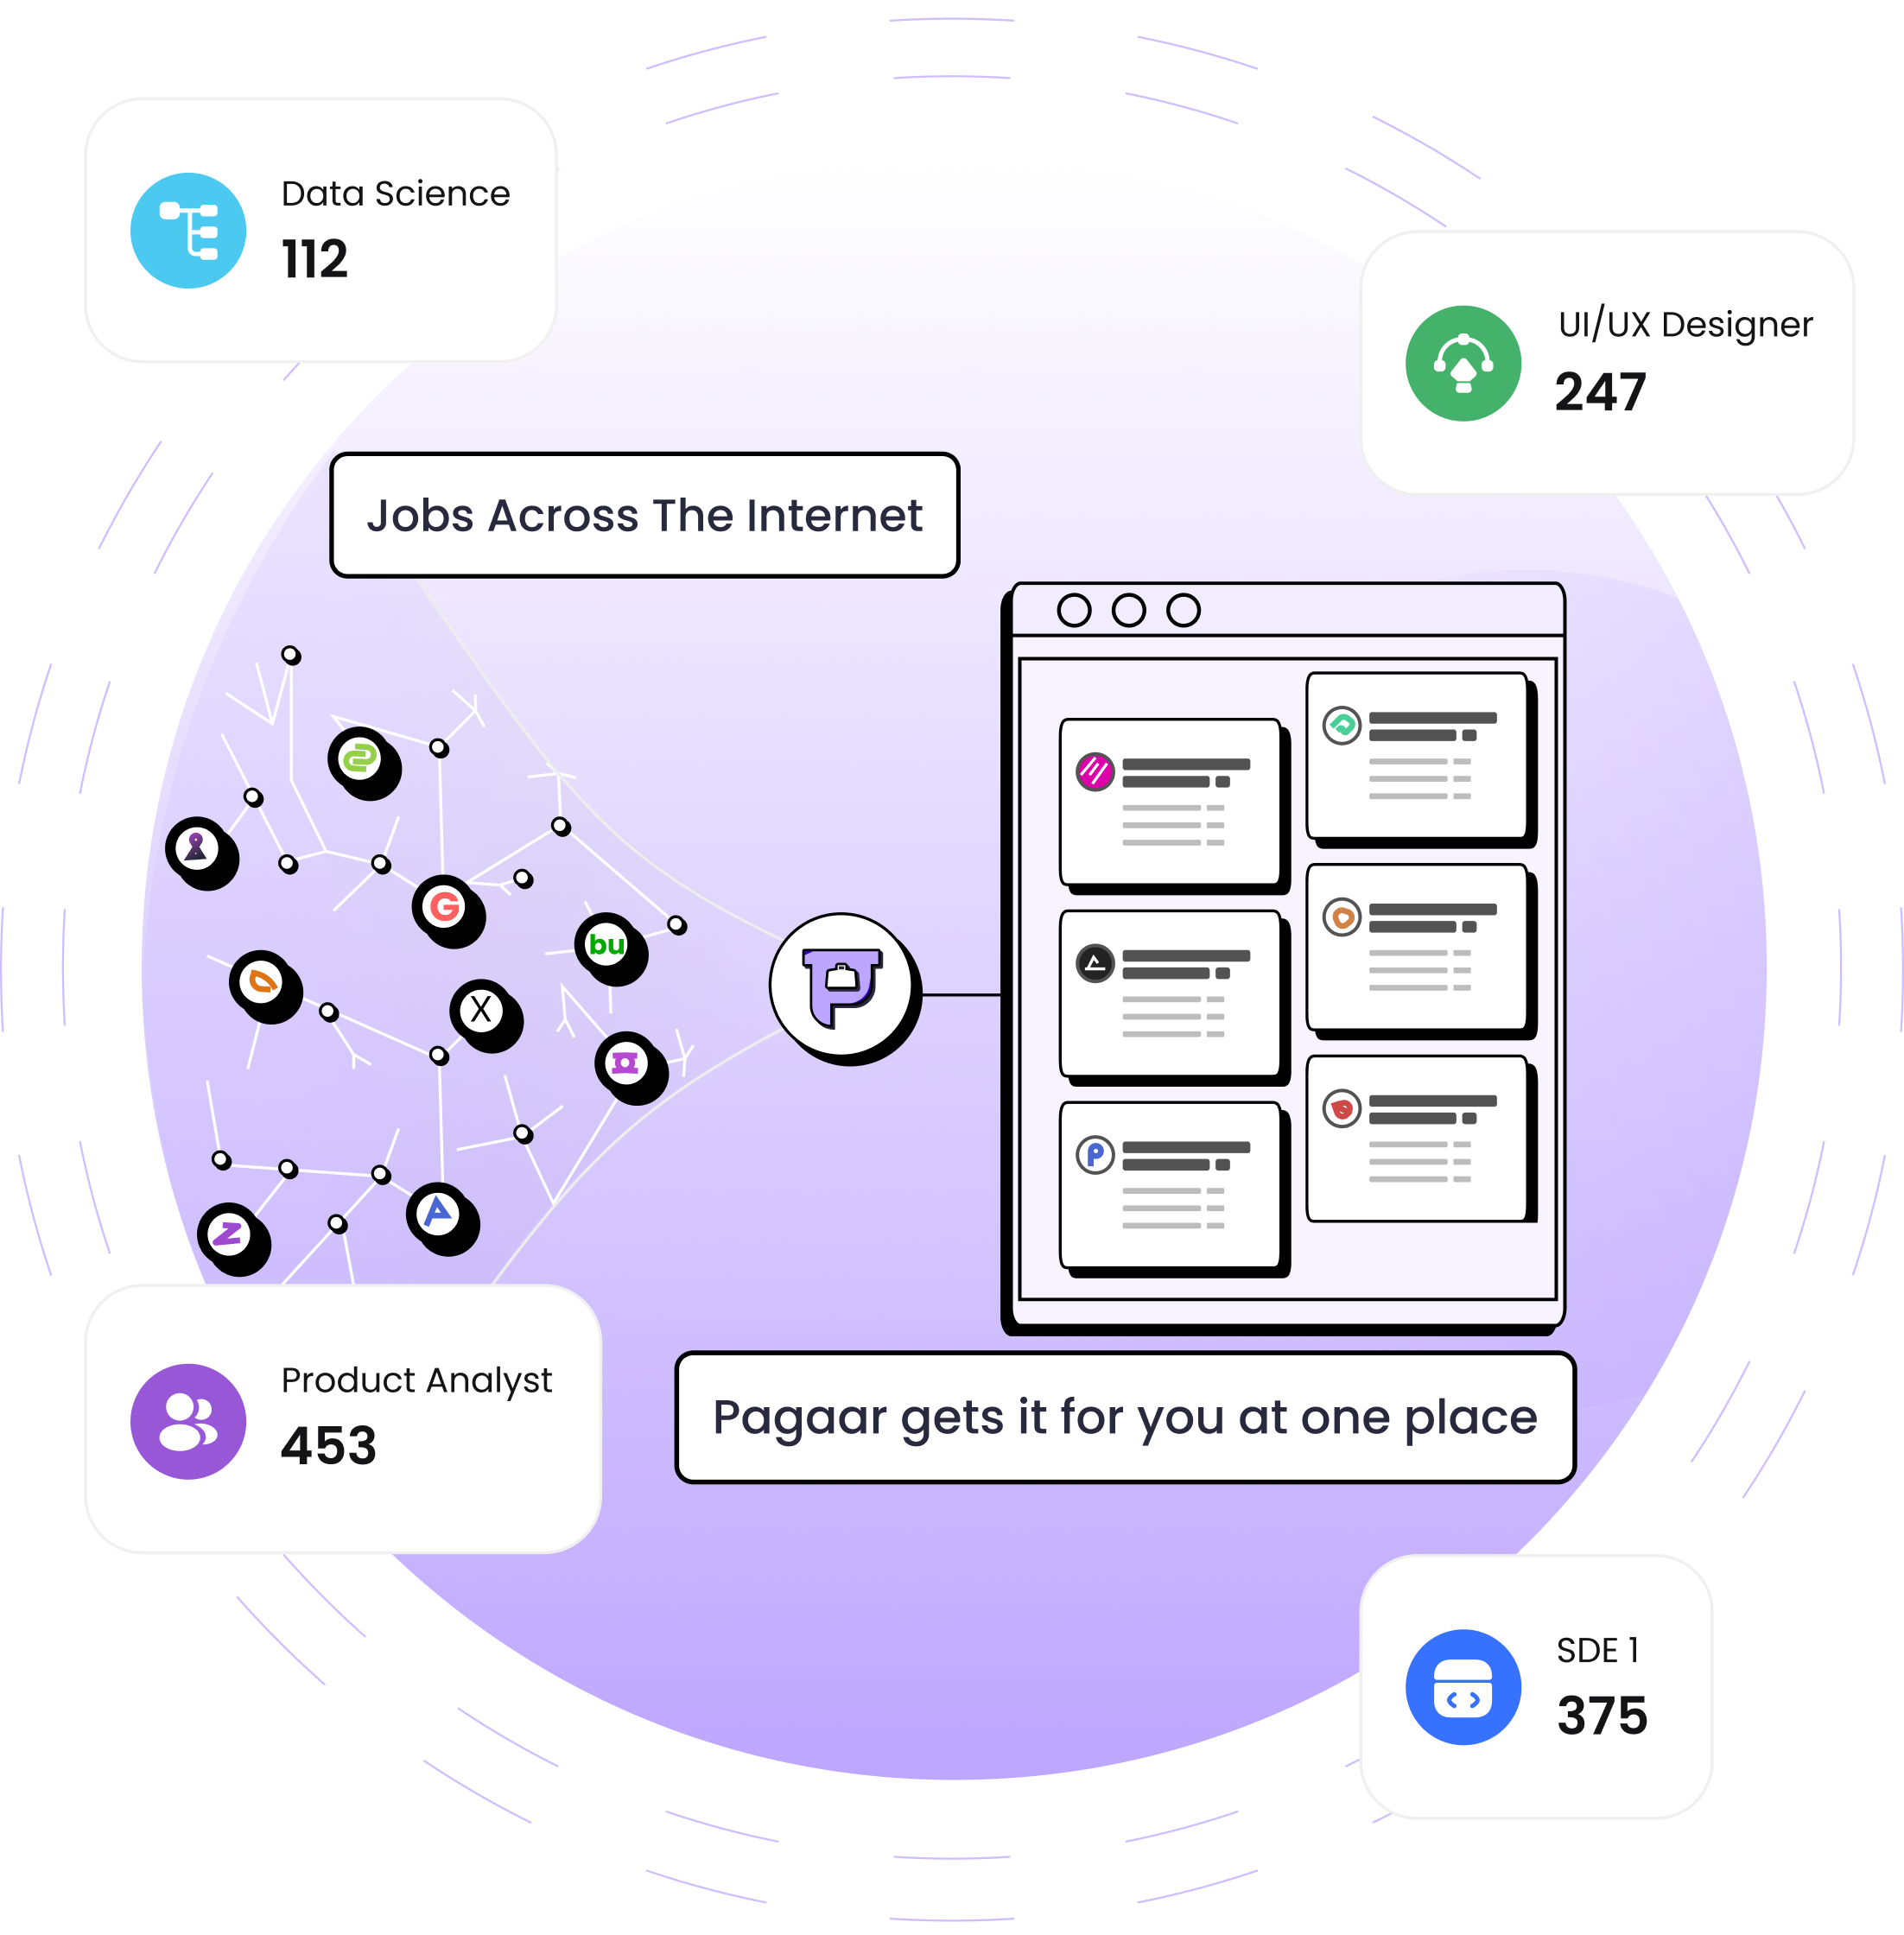 Data Science
112
UI/UX Designer
247
Jobs Across The Internet
G
bu
X
P
A
Z
P
Product Analyst
453
Pagaar gets it for you at one place
SDE 1
375